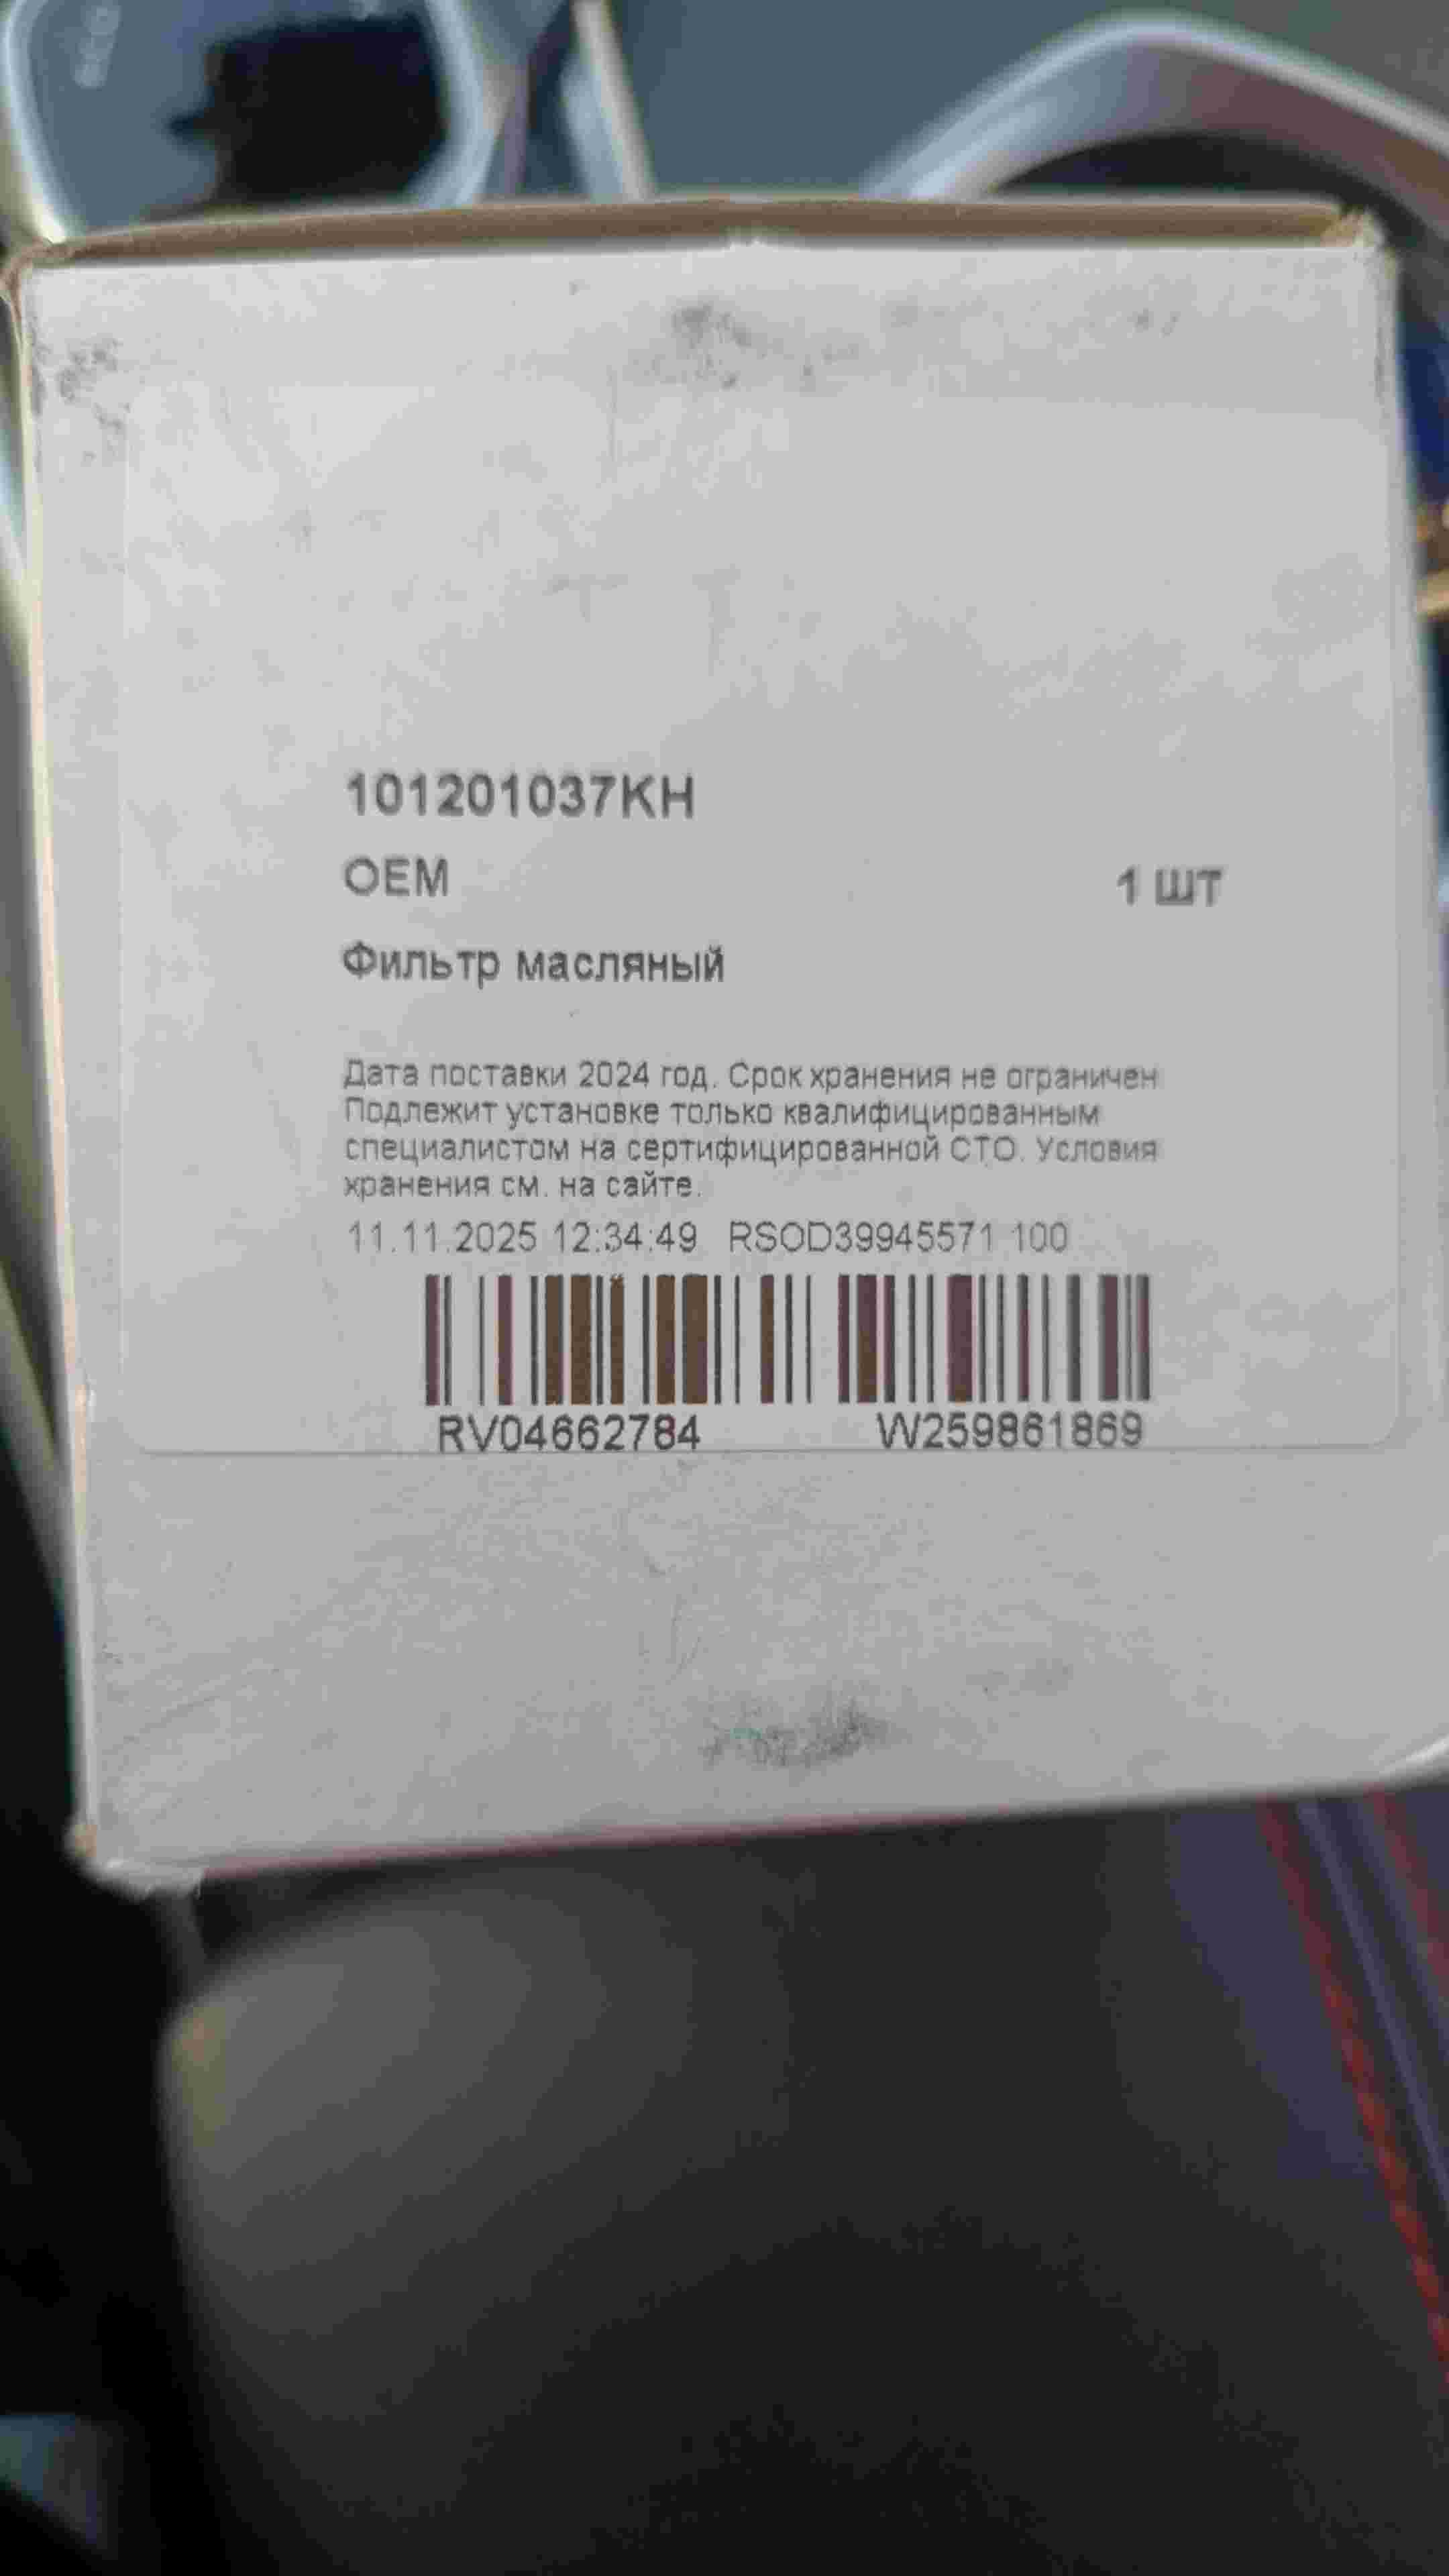 101201037KH
OEM
1 ШТ
Фильтр масляный
Дата поставки 2024 год. Срок хранения не ограничен
Подлежит установке только квалифицированным
специалистом на сертифицированной СТО. Условия
хранения см. на сайте.
11.11.2025 12:34:49 RSOD39945571 100
RV04662784 W259861869